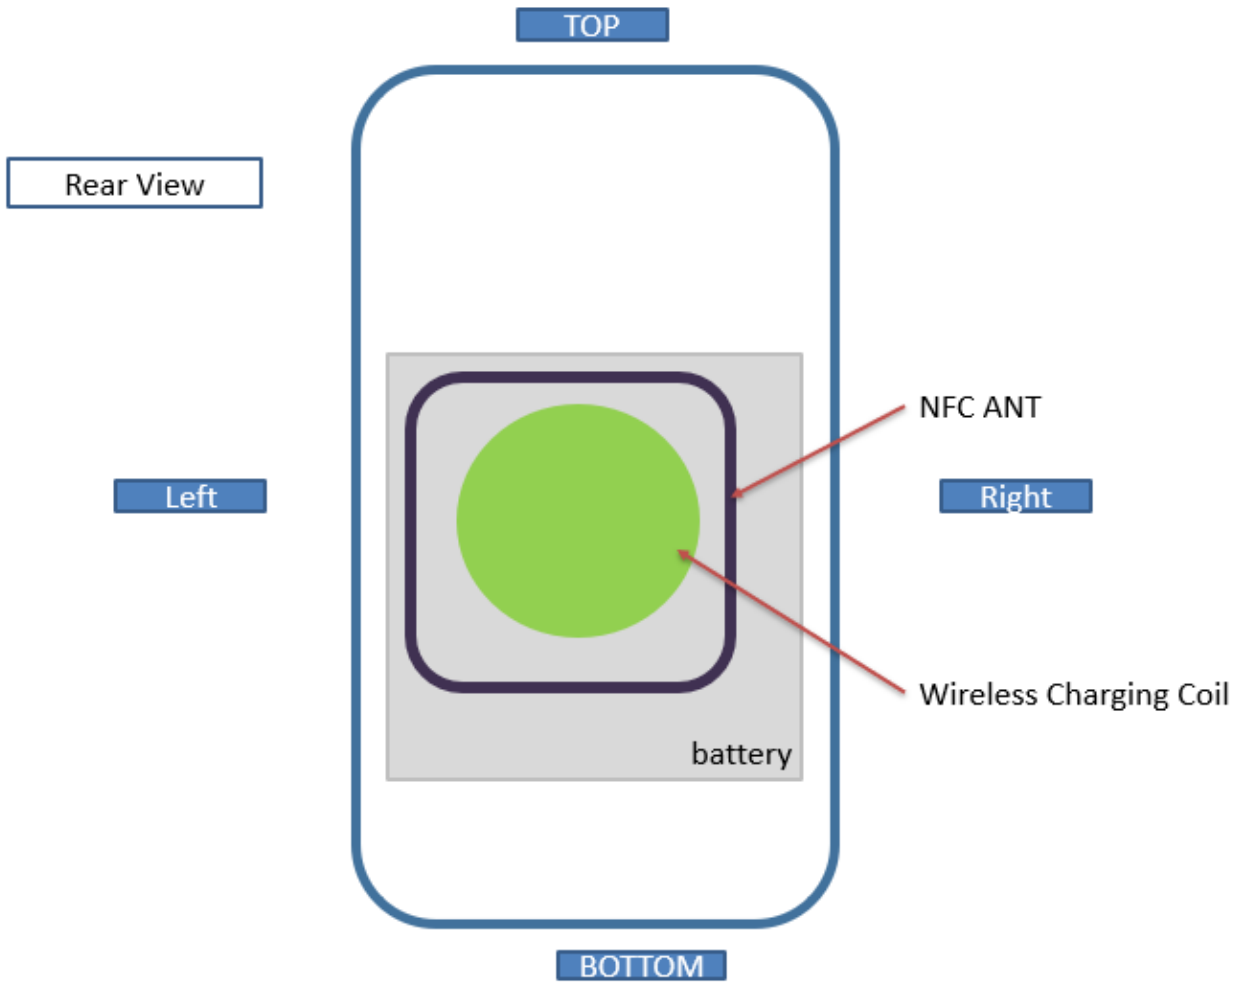 TOP
Rear View
NFC ANT
Left
Right
Wireless Charging Coil
battery
BOTTOM